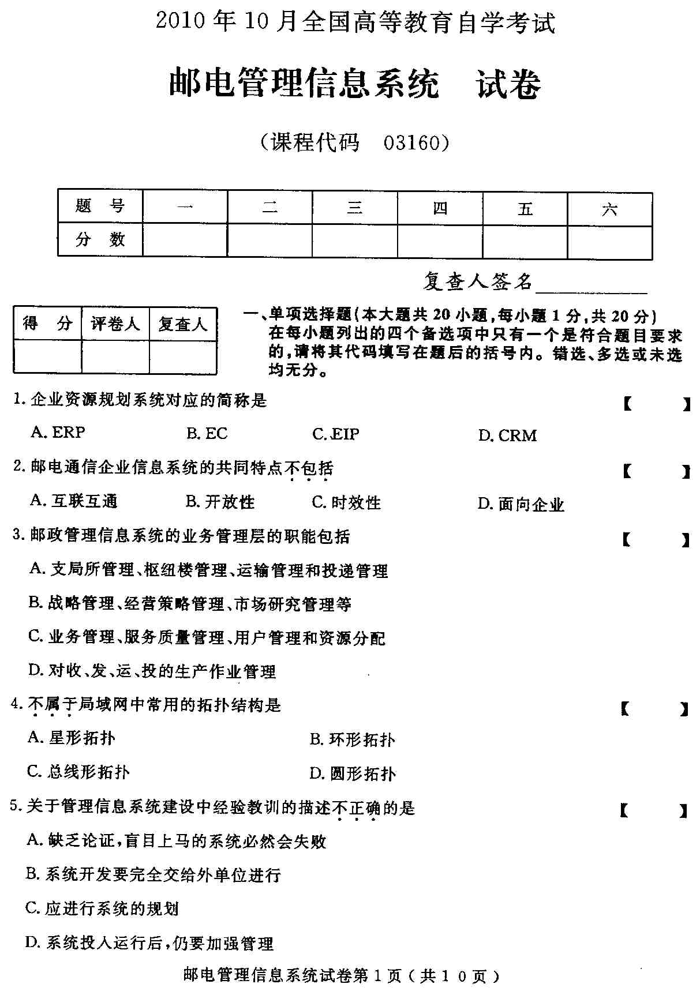 2010 年 10 月全国高等教育自学考试
邮电管理信息系统 试卷
（课程代码 03160）
题 号 一 二 三 四 五 六
分 数
复查人签名
得 分 评卷人 复查人
一、单项选择题(本大题共 20 小题,每小题 1 分,共 20 分)
在每小题列出的四个备选项中只有一个是符合题目要求
的,请将其代码填写在题后的括号内。错选、多选或未选
均无分。
1. 企业资源规划系统对应的简称是 【 】
A. ERP B. EC C. EIP D. CRM
2. 邮电通信企业信息系统的共同特点不包括 【 】
A. 互联互通 B. 开放性 C. 时效性 D. 面向企业
3. 邮政管理信息系统的业务管理层的职能包括 【 】
A. 支局所管理、枢纽楼管理、运输管理和投递管理
B. 战略管理、经营策略管理、市场研究管理等
C. 业务管理、服务质量管理、用户管理和资源分配
D. 对收、发、运、投的生产作业管理
4. 不属于局域网中常用的拓扑结构是 【 】
A. 星形拓扑 B. 环形拓扑
C. 总线形拓扑 D. 圆形拓扑
5. 关于管理信息系统建设中经验教训的描述不正确的是 【 】
A. 缺乏论证,盲目上马的系统必然会失败
B. 系统开发要完全交给外单位进行
C. 应进行系统的规划
D. 系统投入运行后,仍要加强管理
邮电管理信息系统试卷第 1 页 ( 共 1 0 页 )